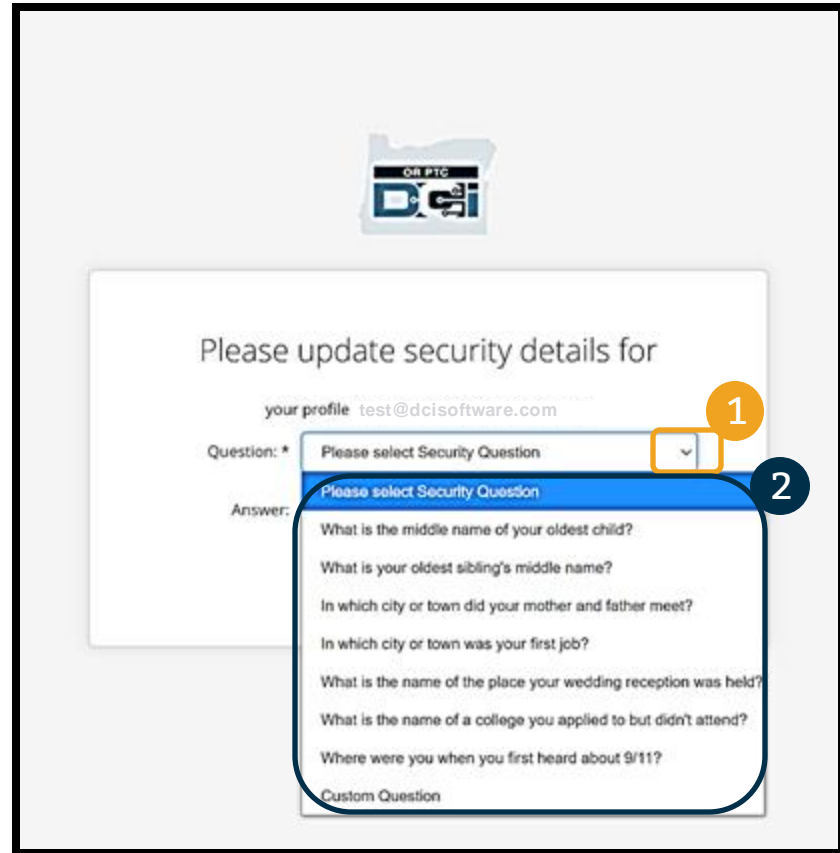 OR PTC
DCi
Please update security details for
your profile test@dcisoftware.com
1
Question: * Please select Security Question
2
Please select Security Question
Answer:
What is the middle name of your oldest child?
What is your oldest sibling's middle name?
In which city or town did your mother and father meet?
In which city or town was your first job?
What is the name of the place your wedding reception was held?
What is the name of a college you applied to but didn't attend?
Where were you when you first heard about 9/11?
Custom Question